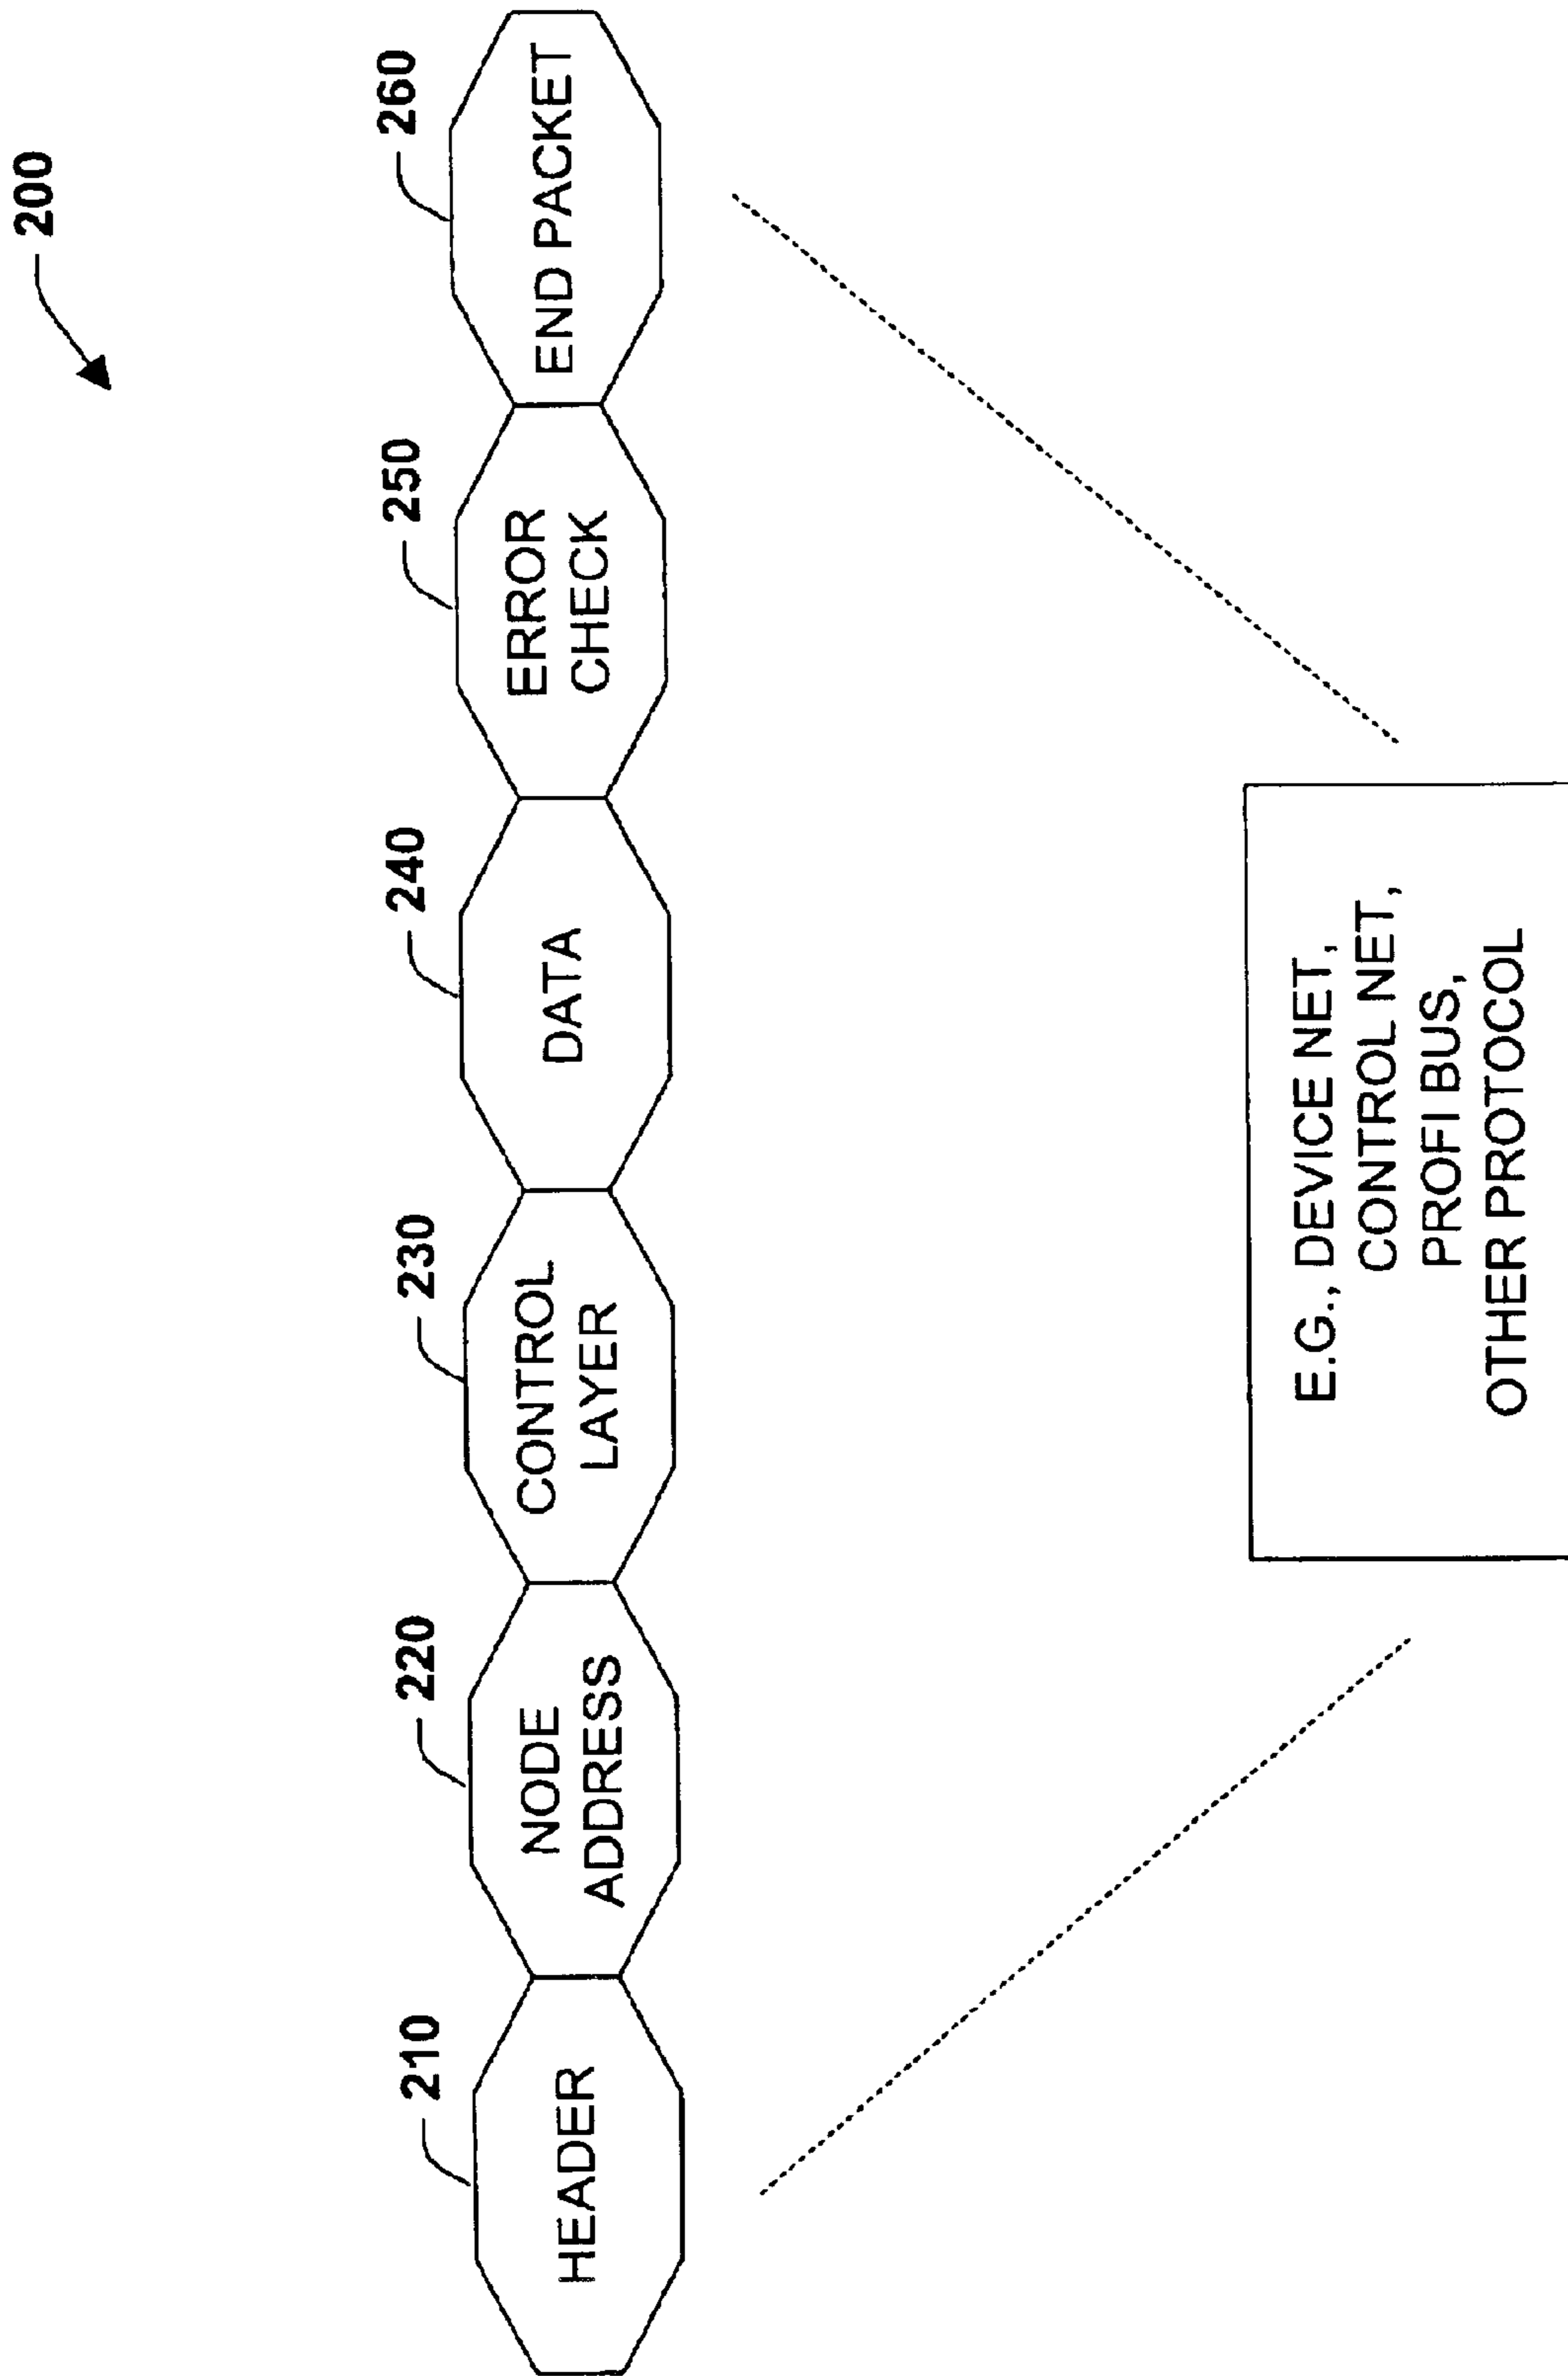 200
210
220
230
240
250
260
HEADER
NODE
ADDRESS
CONTROL
LAYER
DATA
ERROR
CHECK
END PACKET
E.G., DEVICE NET,
CONTROL NET,
PROFI BUS,
OTHER PROTOCOL